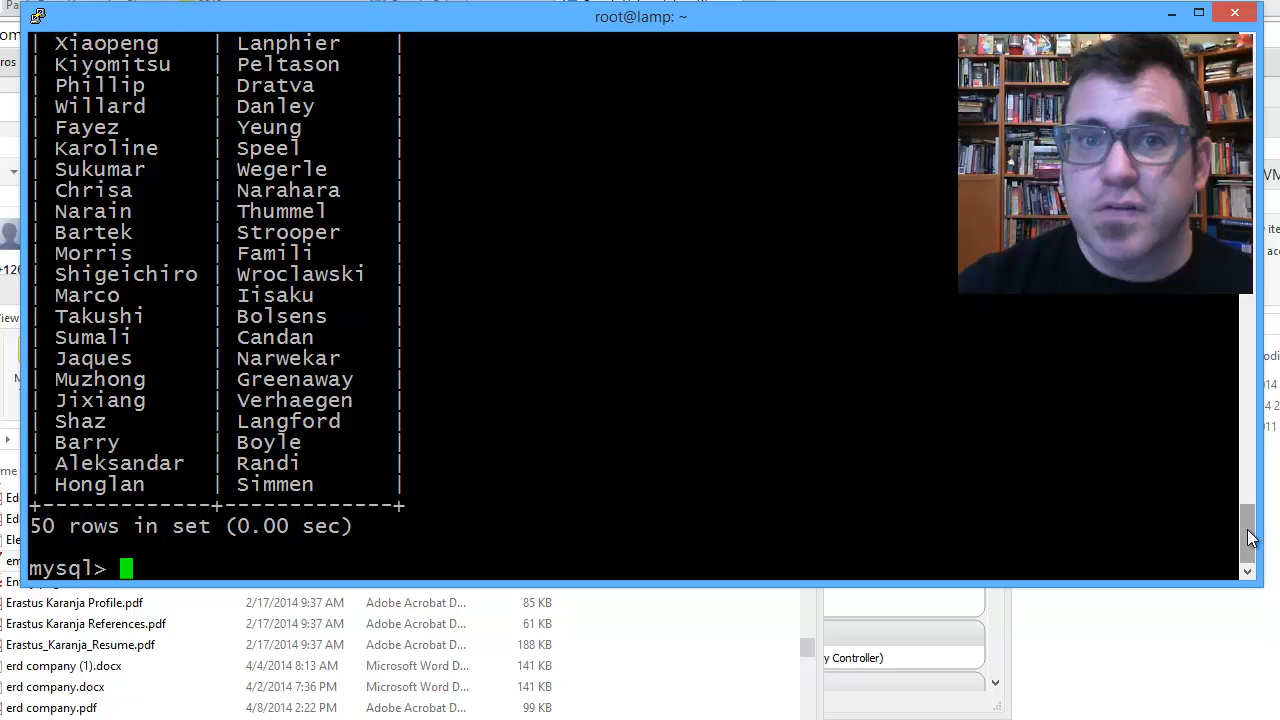 root@lamp: ~
| Xiaopeng | Lanphier |
| Kiyomitsu | Peltason |
| Phillip | Dratva |
| Willard | Danley |
| Fayez | Yeung |
| Karoline | Speel |
| Sukumar | Wegerle |
| Chrisa | Narahara |
| Narain | Thummel |
| Bartek | Strooper |
| Morris | Famili |
| Shigeichiro | Wroclawski |
| Marco | Iisaku |
| Takushi | Bolsens |
| Sumali | Candan |
| Jaques | Narwekar |
| Muzhong | Greenaway |
| Jixiang | Verhaegen |
| Shaz | Langford |
| Barry | Boyle |
| Aleksandar | Randi |
| Honglan | Simmen |
+-------------+-------------+
50 rows in set (0.00 sec)
mysql>
Erastus Karanja Profile.pdf 2/17/2014 9:37 AM Adobe Acrobat D... 85 KB
Erastus Karanja References.pdf 2/17/2014 9:37 AM Adobe Acrobat D... 61 KB
Erastus_Karanja_Resume.pdf 2/17/2014 9:37 AM Adobe Acrobat D... 188 KB
erd company (1).docx 4/4/2014 8:13 AM Microsoft Word D... 141 KB
erd company.docx 4/2/2014 7:36 PM Microsoft Word D... 141 KB
erd company.pdf 4/8/2014 2:22 PM Adobe Acrobat D... 99 KB
y Controller)